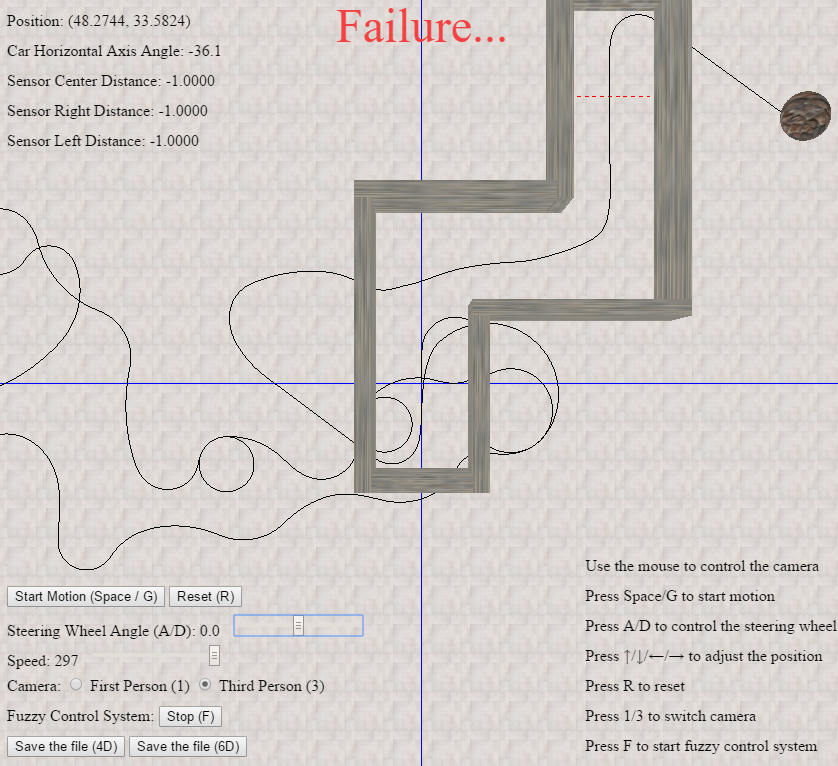 Position: (48.2744, 33.5824)
Failure...
Car Horizontal Axis Angle: -36.1
Sensor Center Distance: -1.0000
Sensor Right Distance: -1.0000
Sensor Left Distance: -1.0000
Use the mouse to control the camera
Start Motion (Space / G) Reset (R)
Press Space/G to start motion
Steering Wheel Angle (A/D): 0.0
Press A/D to control the steering wheel
Speed: 297
Press ↑/↓/←/→ to adjust the position
Camera: First Person (1) Third Person (3)
Press R to reset
Fuzzy Control System: Stop (F)
Press 1/3 to switch camera
Save the file (4D) Save the file (6D)
Press F to start fuzzy control system